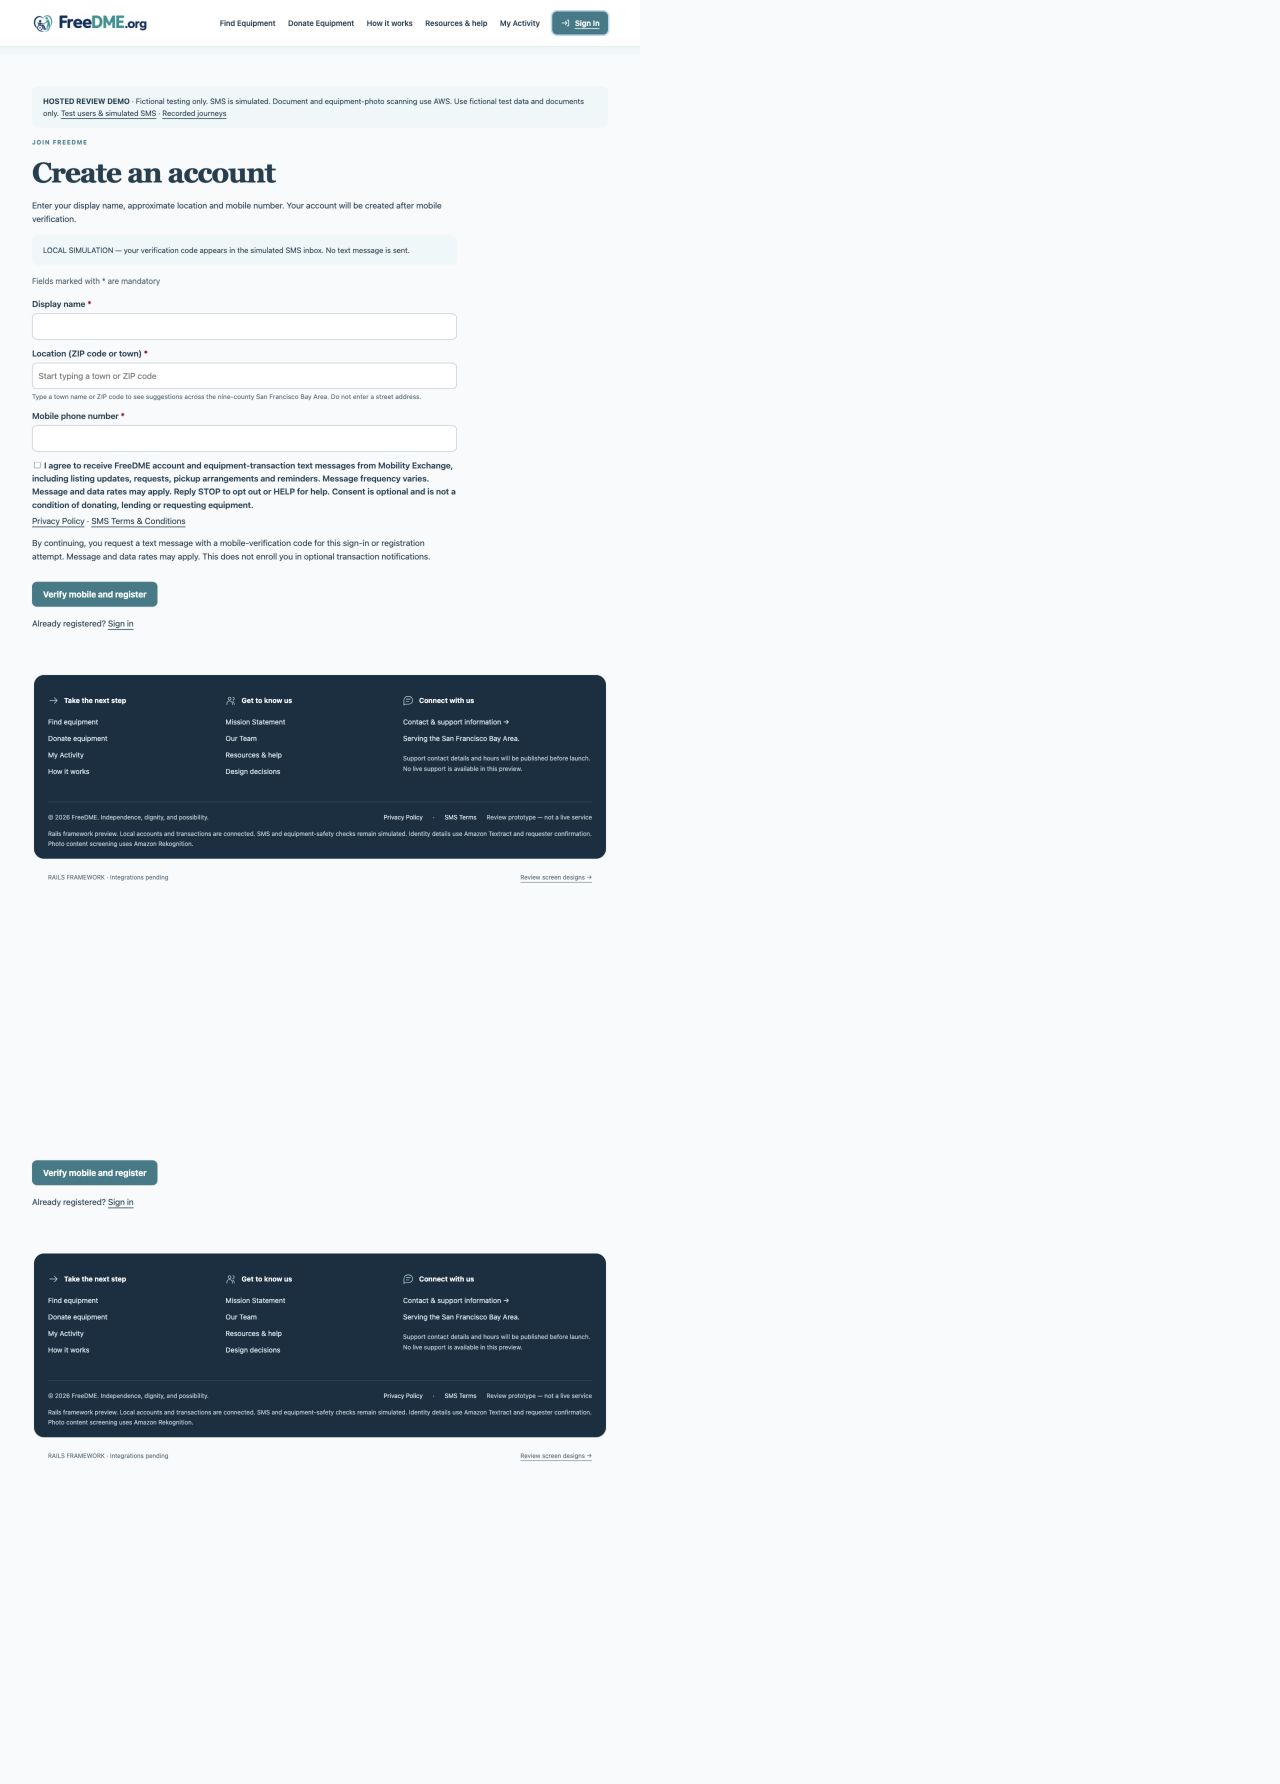 FreeDME.org
Find Equipment
Donate Equipment
How it works
Resources & help
My Activity
Sign In
HOSTED REVIEW DEMO · Fictional testing only. SMS is simulated. Document and equipment-photo scanning use AWS. Use fictional test data and documents
only. Test users & simulated SMS · Recorded journeys
JOIN FREEDME
Create an account
Enter your display name, approximate location and mobile number. Your account will be created after mobile
verification.
LOCAL SIMULATION — your verification code appears in the simulated SMS inbox. No text message is sent.
Fields marked with * are mandatory
Display name *
Location (ZIP code or town) *
Start typing a town or ZIP code
Type a town name or ZIP code to see suggestions across the nine-county San Francisco Bay Area. Do not enter a street address.
Mobile phone number *
I agree to receive FreeDME account and equipment-transaction text messages from Mobility Exchange,
including listing updates, requests, pickup arrangements and reminders. Message frequency varies.
Message and data rates may apply. Reply STOP to opt out or HELP for help. Consent is optional and is not a
condition of donating, lending or requesting equipment.
Privacy Policy · SMS Terms & Conditions
By continuing, you request a text message with a mobile-verification code for this sign-in or registration
attempt. Message and data rates may apply. This does not enroll you in optional transaction notifications.
Verify mobile and register
Already registered? Sign in
Take the next step
Find equipment
Donate equipment
My Activity
How it works
Get to know us
Mission Statement
Our Team
Resources & help
Design decisions
Connect with us
Contact & support information →
Serving the San Francisco Bay Area.
Support contact details and hours will be published before launch.
No live support is available in this preview.
© 2026 FreeDME. Independence, dignity, and possibility.
Privacy Policy · SMS Terms Review prototype — not a live service
Rails framework preview. Local accounts and transactions are connected. SMS and equipment-safety checks remain simulated. Identity details use Amazon Textract and requester confirmation.
Photo content screening uses Amazon Rekognition.
RAILS FRAMEWORK · Integrations pending
Review screen designs →
Verify mobile and register
Already registered? Sign in
Take the next step
Find equipment
Donate equipment
My Activity
How it works
Get to know us
Mission Statement
Our Team
Resources & help
Design decisions
Connect with us
Contact & support information →
Serving the San Francisco Bay Area.
Support contact details and hours will be published before launch.
No live support is available in this preview.
© 2026 FreeDME. Independence, dignity, and possibility.
Privacy Policy · SMS Terms Review prototype — not a live service
Rails framework preview. Local accounts and transactions are connected. SMS and equipment-safety checks remain simulated. Identity details use Amazon Textract and requester confirmation.
Photo content screening uses Amazon Rekognition.
RAILS FRAMEWORK · Integrations pending
Review screen designs →